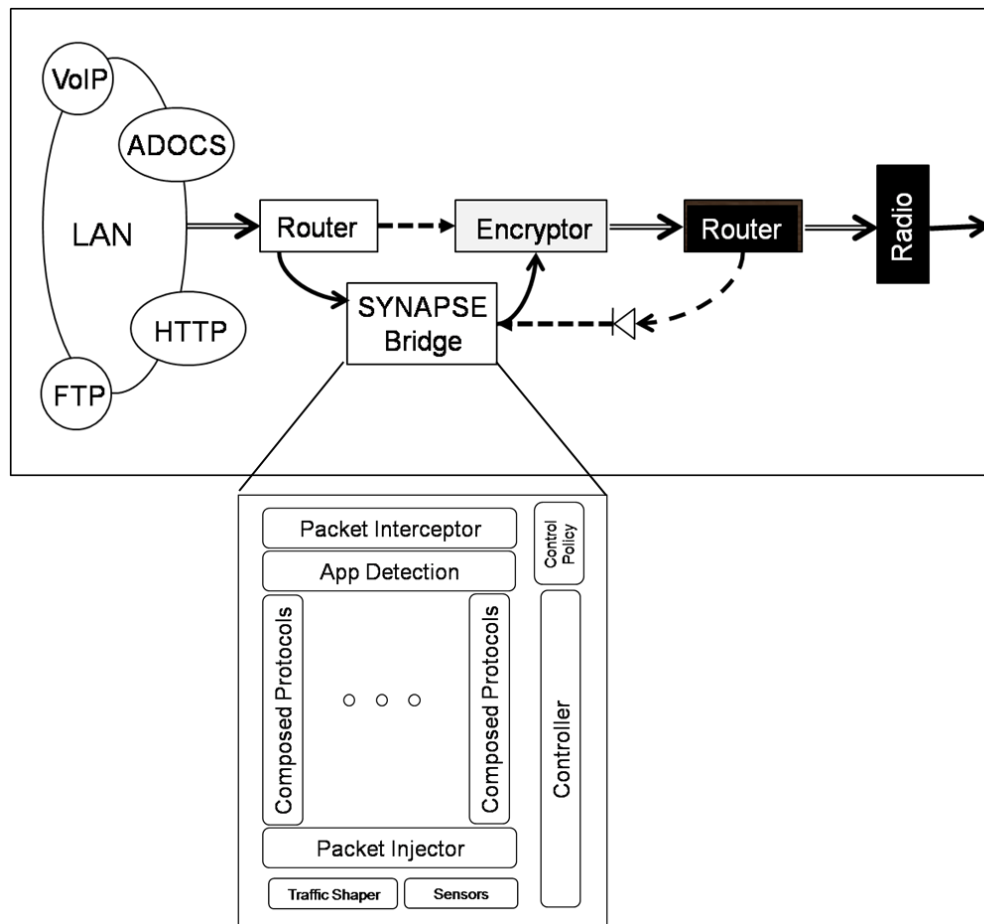 VoIP
ADOCS
LAN
HTTP
FTP
Router
Encryptor
Router
Radio
SYNAPSE
Bridge
Packet Interceptor
App Detection
Control
Policy
Composed Protocols
Composed Protocols
Controller
Packet Injector
Traffic Shaper
Sensors